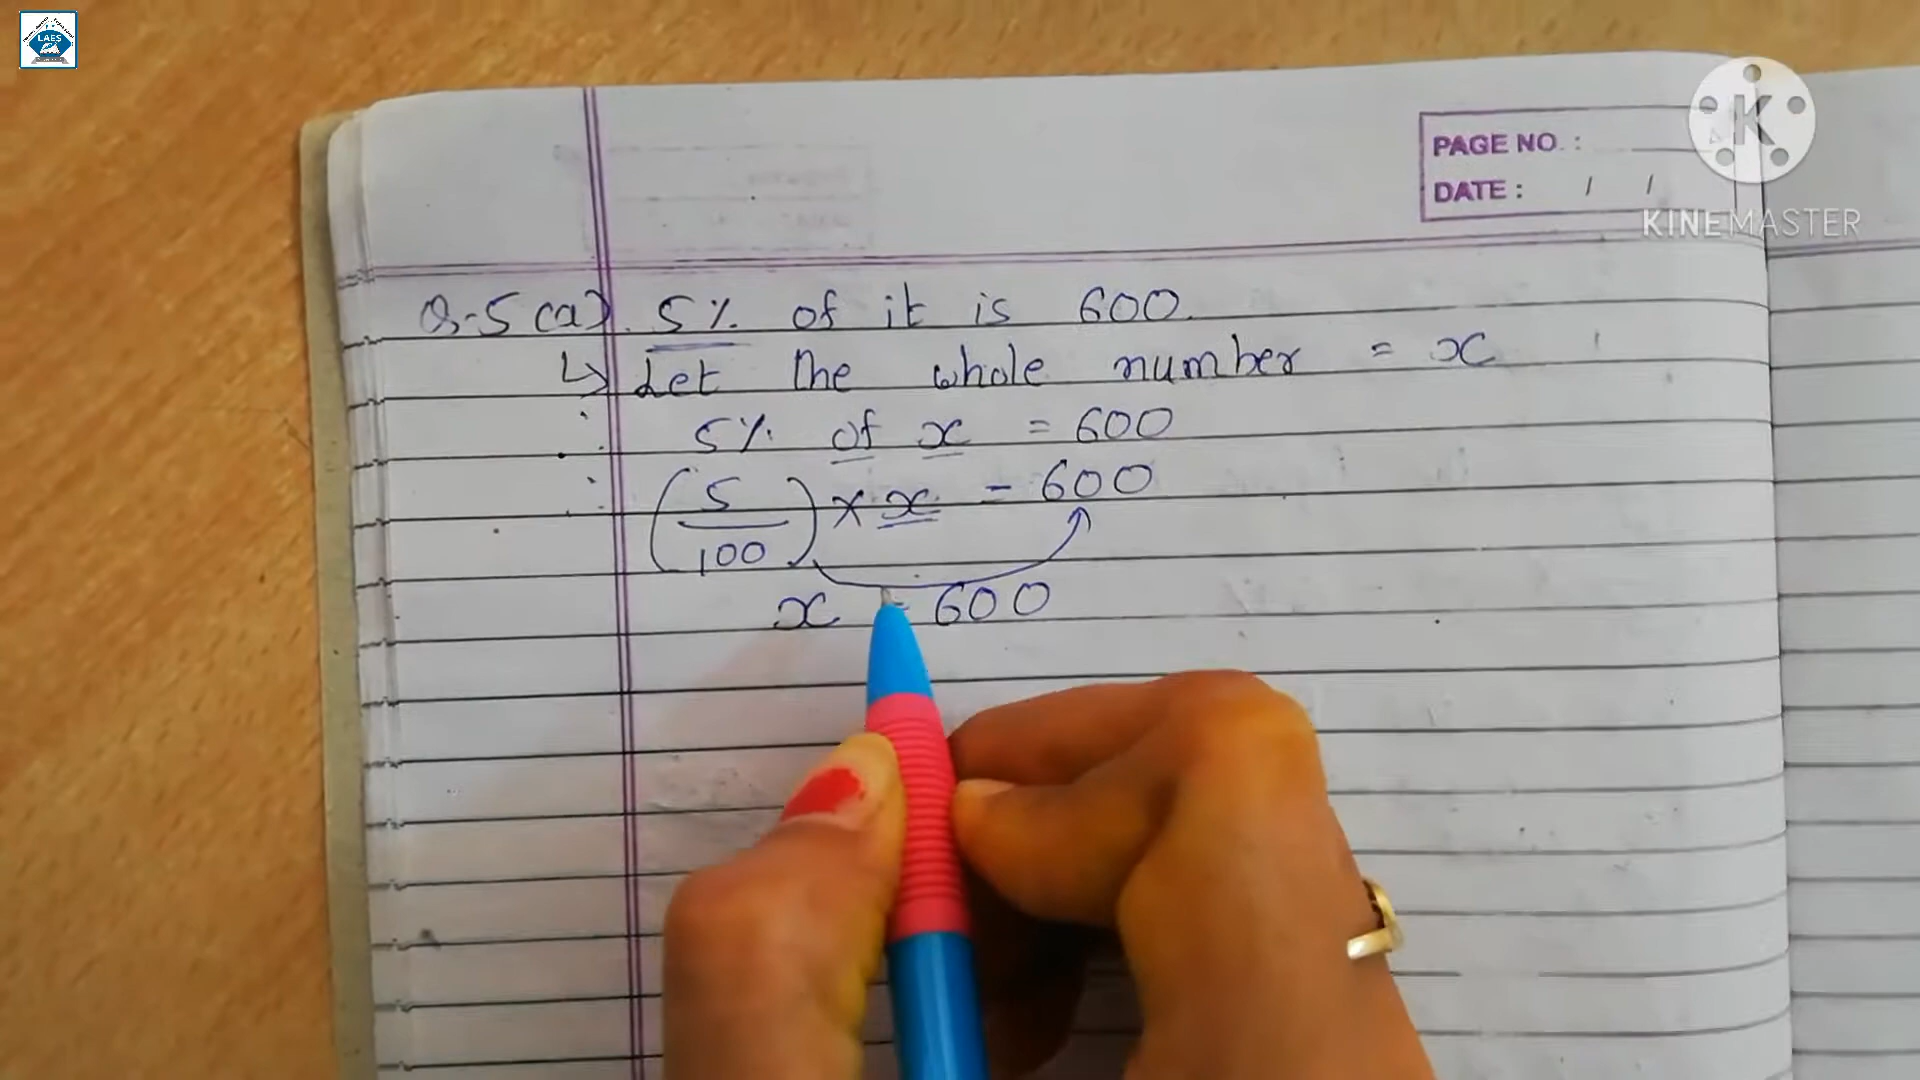 LAES
PAGE NO. :
DATE : / /
K
KINEMASTER
Q-5 (a). 5% of it is 600.
↳ Let the whole number = x
5% of x = 600
(5/100) × x = 600
x = 600